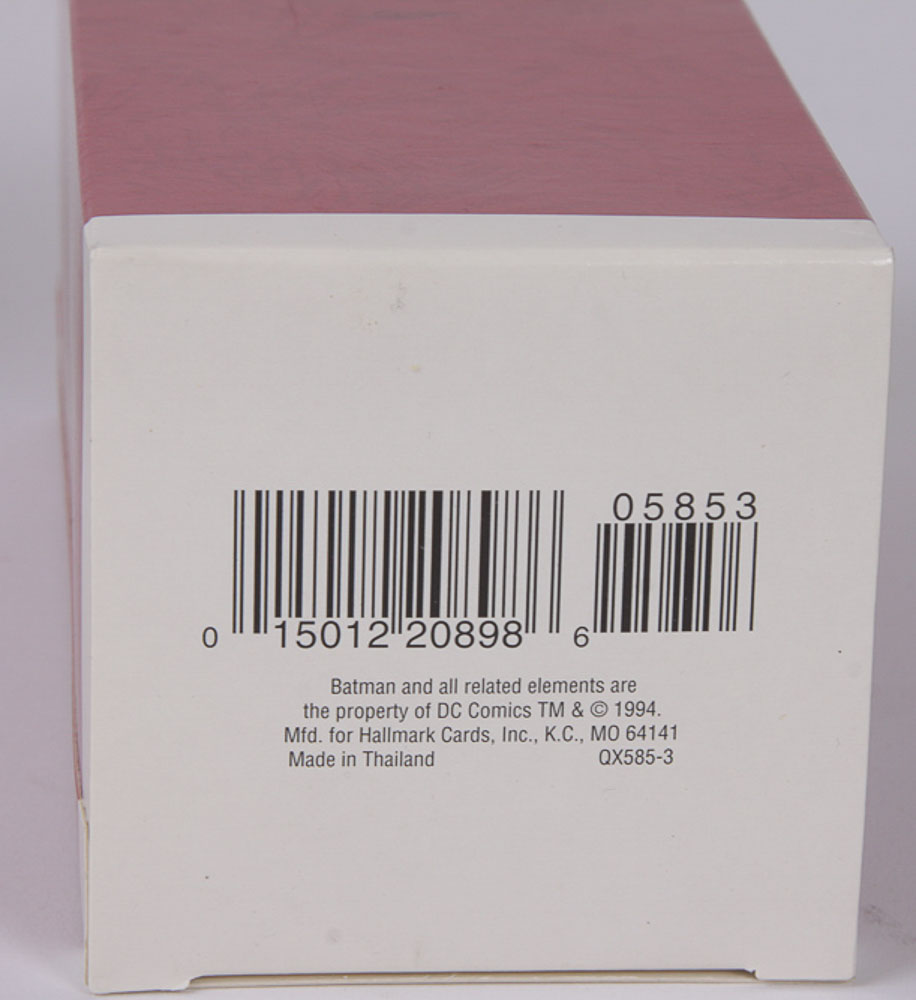 05853
0 15012 20898 6
Batman and all related elements are
the property of DC Comics TM & © 1994.
Mfd. for Hallmark Cards, Inc., K.C., MO 64141
Made in Thailand QX585-3